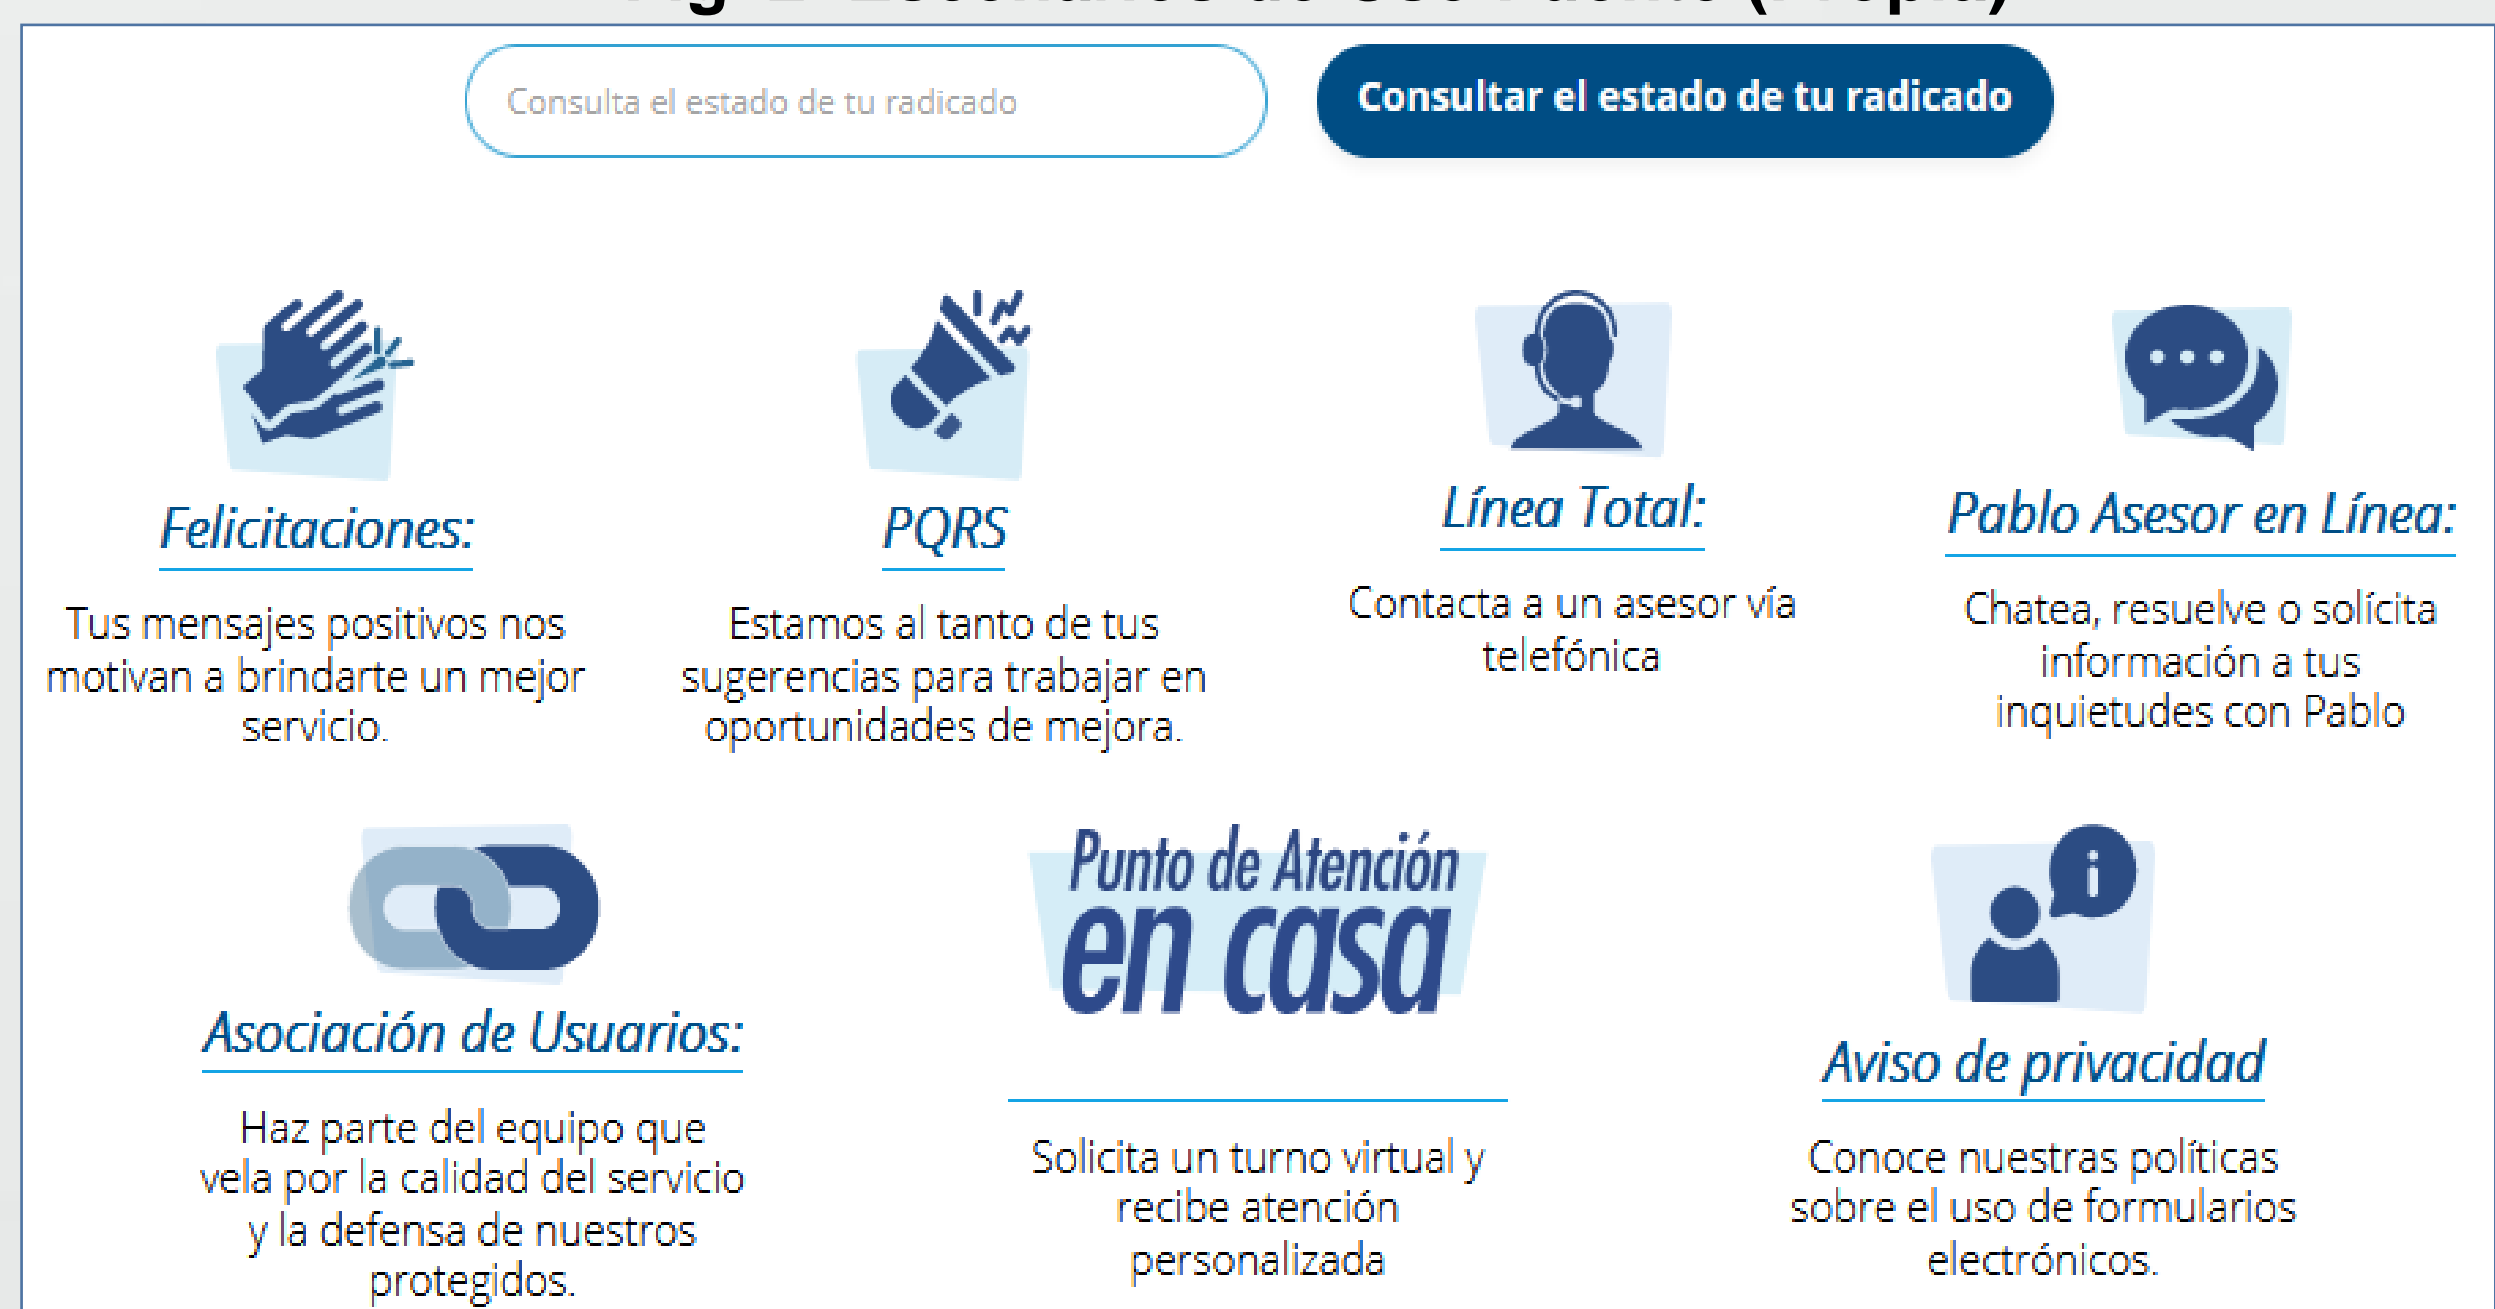 Consulta el estado de tu radicado
Consultar el estado de tu radicado
Felicitaciones:
Tus mensajes positivos nos
motivan a brindarte un mejor
servicio.
PQRS
Estamos al tanto de tus
sugerencias para trabajar en
oportunidades de mejora.
Línea Total:
Contacta a un asesor vía
telefónica
Pablo Asesor en Línea:
Chatea, resuelve o solícita
información a tus
inquietudes con Pablo
Asociación de Usuarios:
Haz parte del equipo que
vela por la calidad del servicio
y la defensa de nuestros
protegidos.
Punto de Atención
en casa
Solicita un turno virtual y
recibe atención
personalizada
Aviso de privacidad
Conoce nuestras políticas
sobre el uso de formularios
electrónicos.